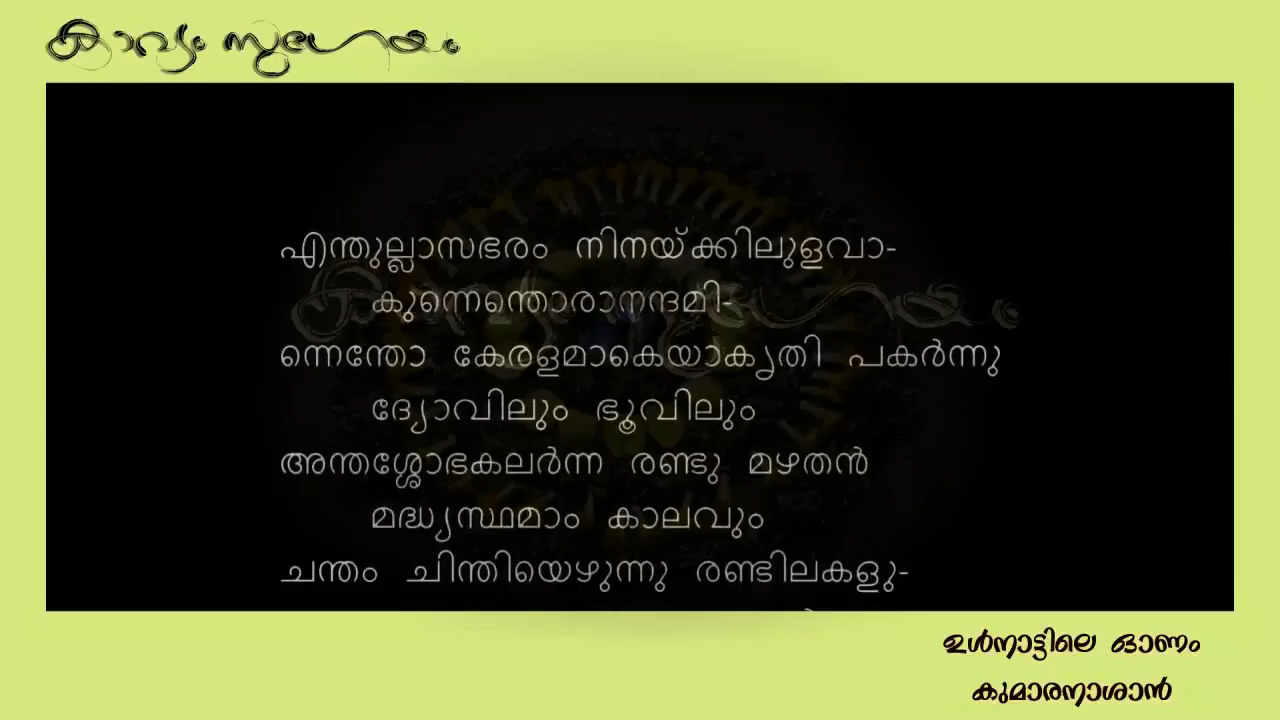 കാവ്യം സുഗേയം
എന്തുല്ലാസഭരം നിനയ്ക്കിലുളവാ-
കുന്നെന്തൊരാനന്ദമി-
ന്നെന്തോ കേരളമാകെയാകൃതി പകർന്നു
ദ്യോവിലും ഭൂവിലും
അന്തശ്ശോഭകലർന്ന രണ്ടു മഴതൻ
മദ്ധ്യസ്ഥമാം കാലവും
ചന്തം ചിന്തിയെഴുന്നു രണ്ടിലകളു-
ഉൾനാട്ടിലെ ഓണം
കുമാരനാശാൻ